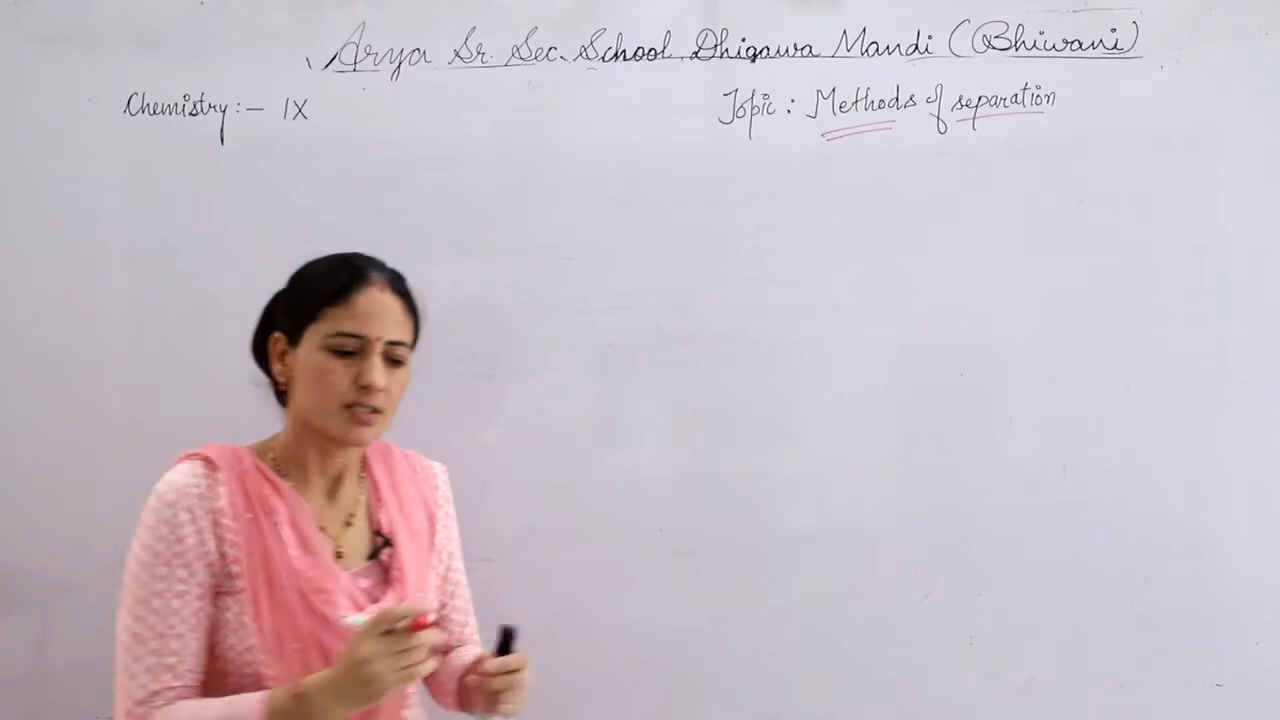 Arya Sr. Sec. School Dhigawa Mandi (Bhiwani)
Chemistry :- IX
Topic : Methods of separation